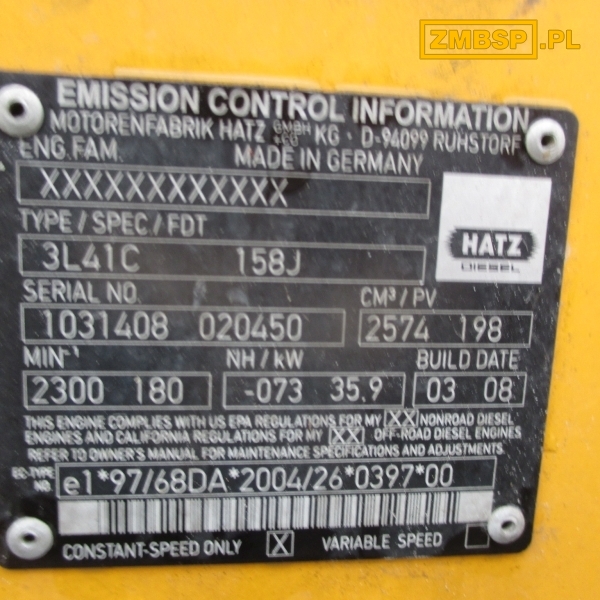 ZMBSP.PL
EMISSION CONTROL INFORMATION
MOTORENFABRIK HATZ GMBH +CO KG · D-94099 RUHSTORF
ENG.FAM. MADE IN GERMANY
XXXXXXXXXXXX
TYPE / SPEC / FDT
3L41C 158J
HATZ
DIESEL
SERIAL NO. CM³ / PV
1031408 020450 2574 198
MIN⁻¹ NH / kW BUILD DATE
2300 180 -073 35.9 03 08
THIS ENGINE COMPLIES WITH US EPA REGULATIONS FOR MY XX NONROAD DIESEL
ENGINES AND CALIFORNIA REGULATIONS FOR MY XX OFF-ROAD DIESEL ENGINES.
REFER TO OWNER'S MANUAL FOR MAINTENANCE SPECIFICATIONS AND ADJUSTMENTS.
EC-TYPE NO. e1*97/68DA*2004/26*0397*00
CONSTANT-SPEED ONLY X VARIABLE SPEED